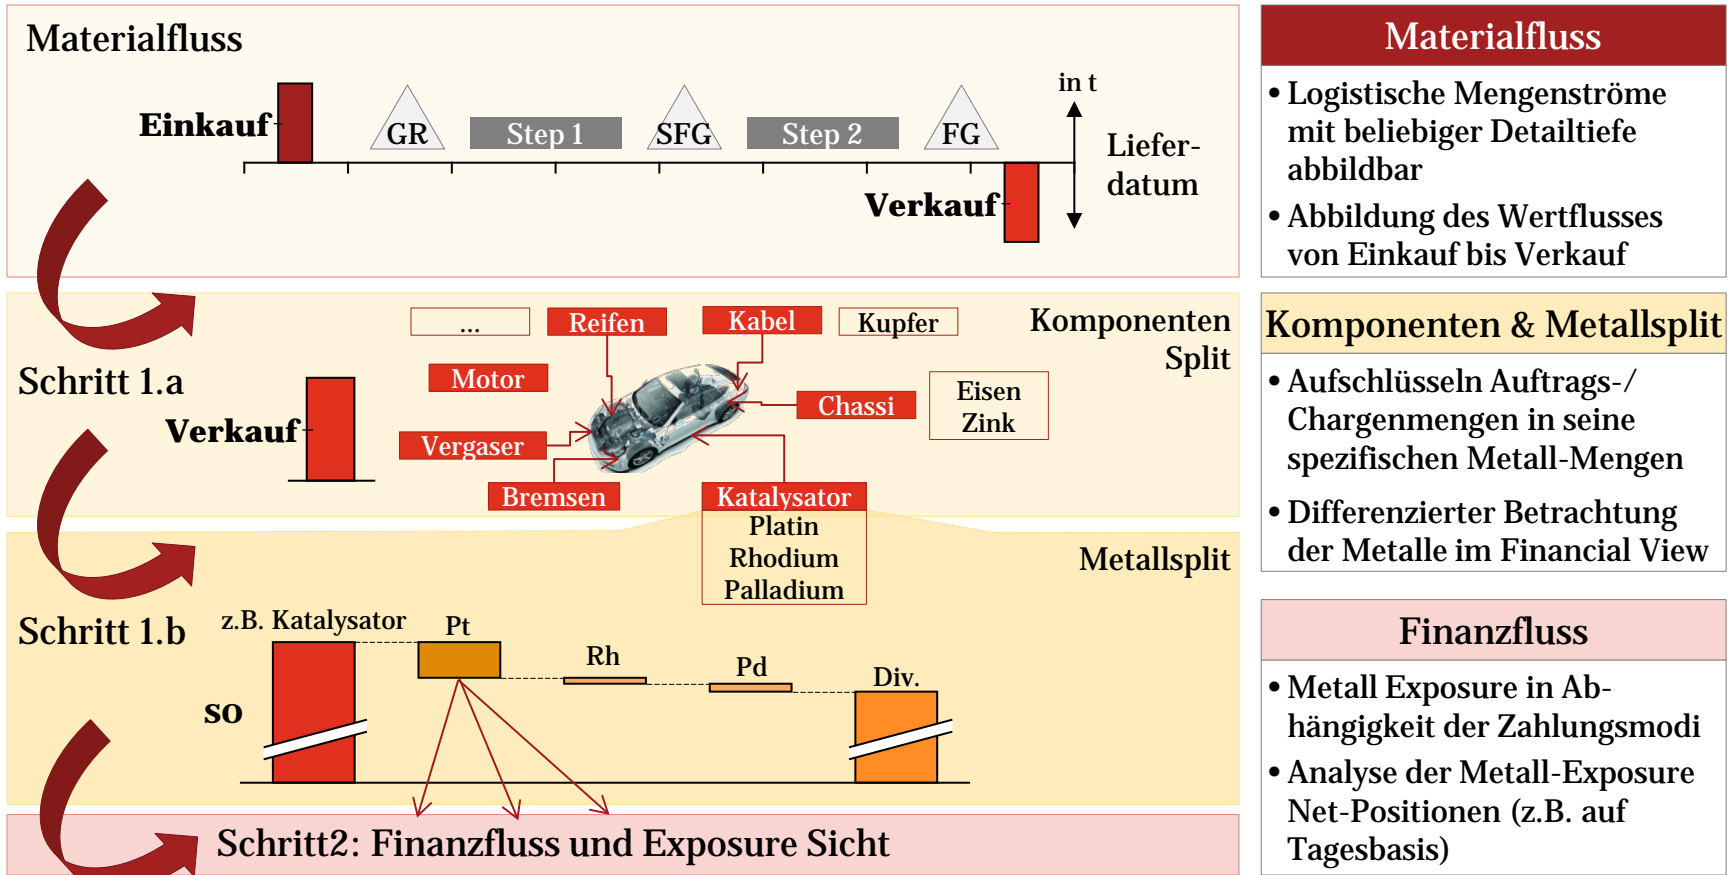 Materialfluss
in t
Einkauf
GR
Step 1
SFG
Step 2
FG
Liefer-
datum
Verkauf
Schritt 1.a
Komponenten
Split
...
Reifen
Kabel
Kupfer
Motor
Chassi
Eisen
Zink
Verkauf
Vergaser
Bremsen
Katalysator
Platin
Rhodium
Palladium
Metallsplit
Schritt 1.b
z.B. Katalysator
Pt
Rh
Pd
Div.
SO
Schritt2: Finanzfluss und Exposure Sicht
Materialfluss
• Logistische Mengenströme
mit beliebiger Detailtiefe
abbildbar
• Abbildung des Wertflusses
von Einkauf bis Verkauf
Komponenten & Metallsplit
• Aufschlüsseln Auftrags-/
Chargenmengen in seine
spezifischen Metall-Mengen
• Differenzierter Betrachtung
der Metalle im Financial View
Finanzfluss
• Metall Exposure in Ab-
hängigkeit der Zahlungsmodi
• Analyse der Metall-Exposure
Net-Positionen (z.B. auf
Tagesbasis)